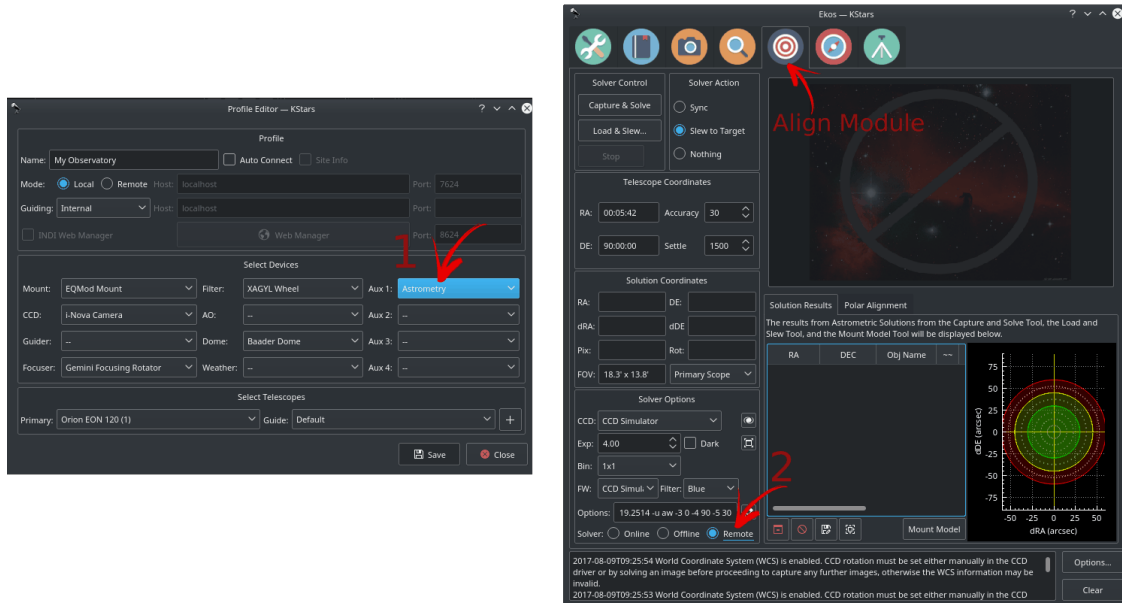 Profile Editor — KStars
Profile
Name: My Observatory Auto Connect Site Info
Mode: Local Remote Host: localhost Port: 7624
Guiding: Internal Host: localhost Port:
INDI Web Manager Web Manager Port: 8624
1
Select Devices
Mount: EQMod Mount Filter: XAGYL Wheel Aux 1: Astrometry
CCD: i-Nova Camera AO: -- Aux 2: --
Guider: -- Dome: Baader Dome Aux 3: --
Focuser: Gemini Focusing Rotator Weather: -- Aux 4: --
Select Telescopes
Primary: Orion EON 120 (1) Guide: Default +
Save Close
Ekos — KStars
Solver Control Solver Action
Capture & Solve Sync
Load & Slew... Slew to Target
Stop Nothing
Align Module
Telescope Coordinates
RA: 00:05:42 Accuracy 30
DE: 90:00:00 Settle 1500
Solution Coordinates
RA: DE:
dRA: dDE
Pix: Rot:
FOV: 18.3' x 13.8' Primary Scope
Solver Options
CCD: CCD Simulator
Exp: 4.00 Dark
Bin: 1x1
FW: CCD Simul Filter: Blue
2
Options: 19.2514 -u aw -3 0 -4 90 -5 30
Solver: Online Offline Remote
Solution Results Polar Alignment
The results from Astrometric Solutions from the Capture and Solve Tool, the Load and
Slew Tool, and the Mount Model Tool will be displayed below.
RA DEC Obj Name ~~
75
50
25
0
-25
-50
-75
dDE (arcsec)
-50 -25 0 25 50
dRA (arcsec)
Mount Model
2017-08-09T09:25:54 World Coordinate System (WCS) is enabled. CCD rotation must be set either manually in the CCD
driver or by solving an image before proceeding to capture any further images, otherwise the WCS information may be
invalid.
2017-08-09T09:25:53 World Coordinate System (WCS) is enabled. CCD rotation must be set either manually in the CCD
Options...
Clear